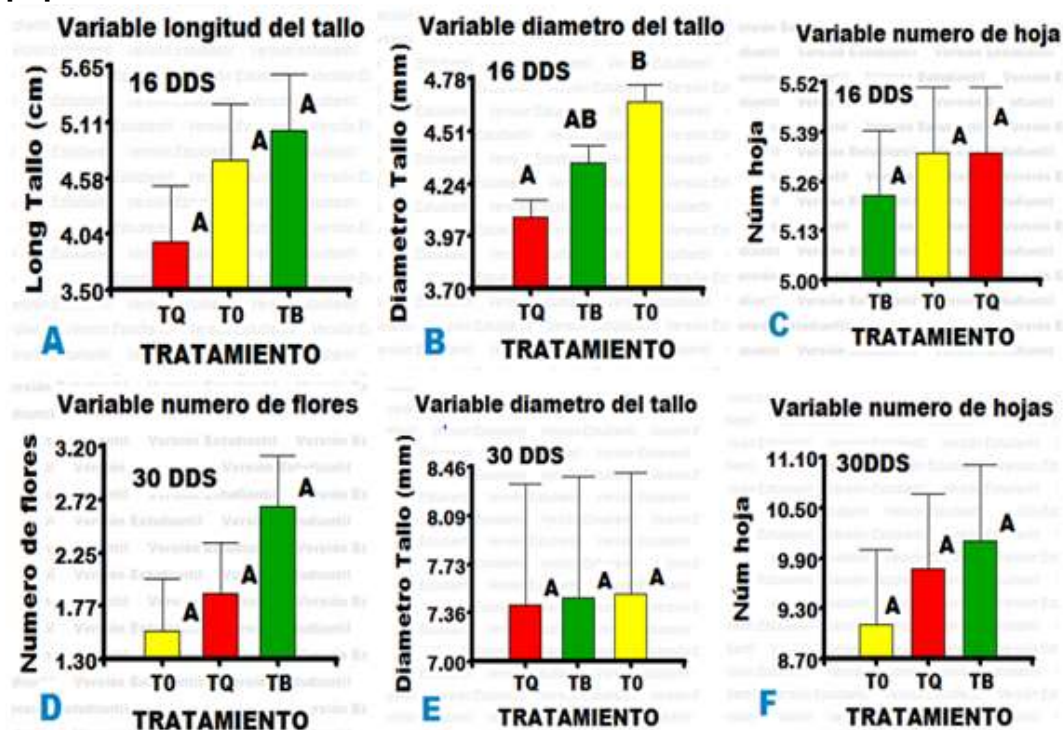 Variable longitud del tallo
Long Tallo (cm)
5.65
5.11
4.58
4.04
3.50
16 DDS
A
A
A
TQ T0 TB
TRATAMIENTO
A
Variable diametro del tallo
Diametro Tallo (mm)
4.78
4.51
4.24
3.97
3.70
16 DDS
A
AB
B
TQ TB T0
TRATAMIENTO
B
Variable numero de hoja
Núm hoja
5.52
5.39
5.26
5.13
5.00
16 DDS
A
A
A
TB T0 TQ
TRATAMIENTO
C
Variable numero de flores
Numero de flores
3.20
2.72
2.25
1.77
1.30
30 DDS
A
A
A
T0 TQ TB
TRATAMIENTO
D
Variable diametro del tallo
Diametro Tallo (mm)
8.46
8.09
7.73
7.36
7.00
30 DDS
A
A
A
TQ TB T0
TRATAMIENTO
E
Variable numero de hojas
Núm hoja
11.10
10.50
9.90
9.30
8.70
30DDS
A
A
A
T0 TQ TB
TRATAMIENTO
F